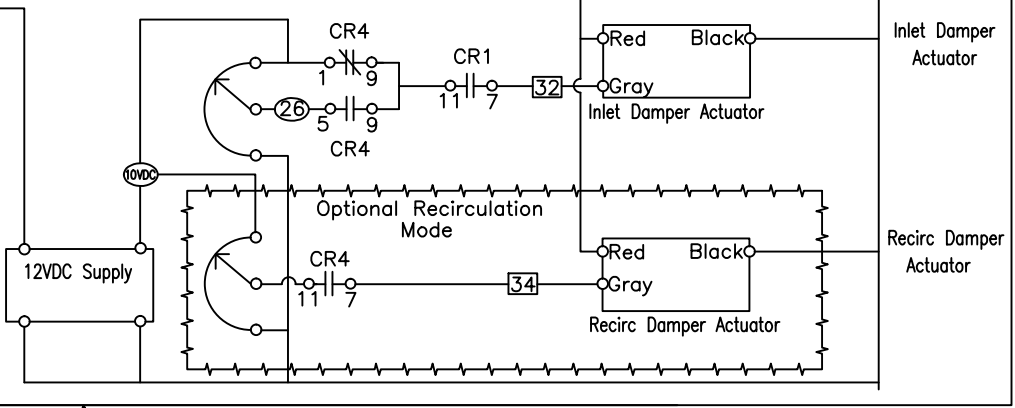 CR4
1
9
CR1
26
5
9
CR4
11
7
32
Red
Black
Gray
Inlet Damper Actuator
Inlet Damper
Actuator
10VDC
Optional Recirculation
Mode
12VDC Supply
CR4
11
7
34
Red
Black
Gray
Recirc Damper Actuator
Recirc Damper
Actuator